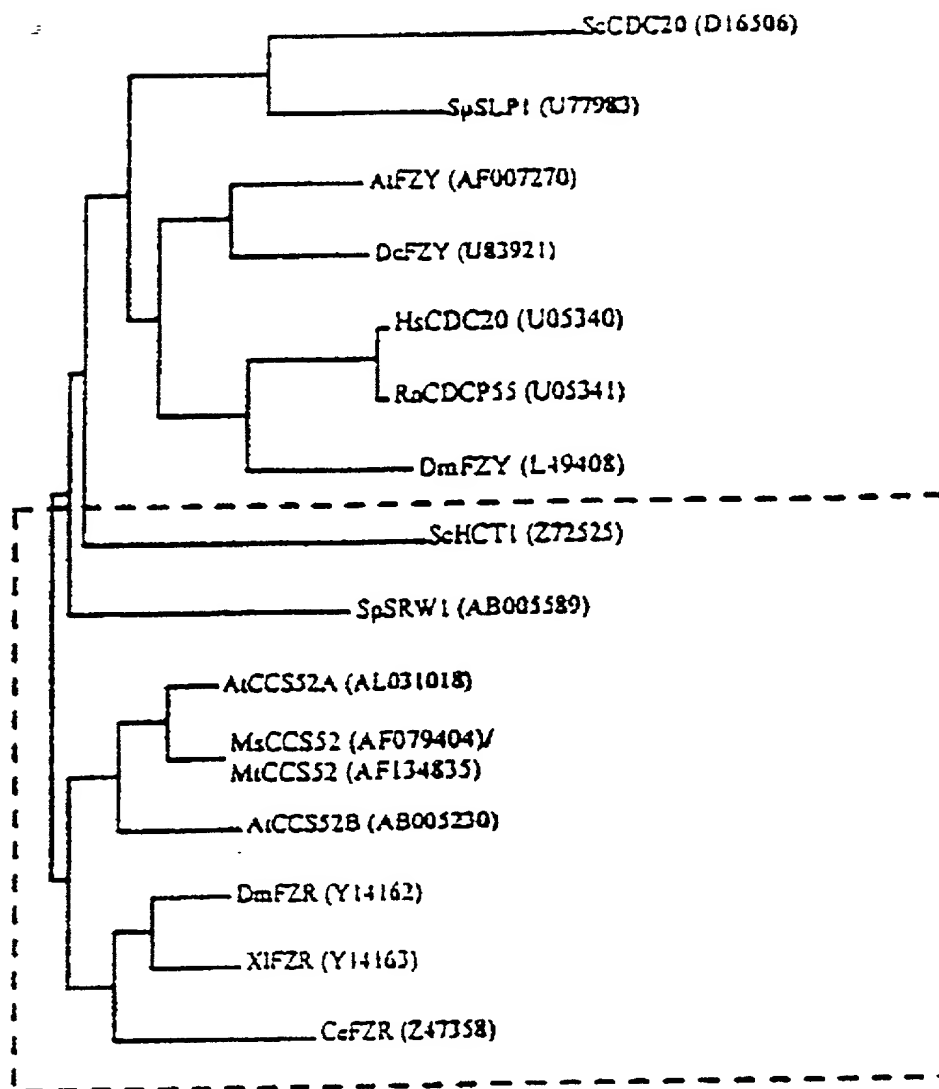 ScCDC20 (D16506)
SpSLP1 (U77983)
AtFZY (AF007270)
DcFZY (U83921)
HsCDC20 (U05340)
RnCDCP55 (U05341)
DmFZY (L49408)
ScHCT1 (Z72525)
SpSRW1 (AB005589)
AtCCS52A (AL031018)
MsCCS52 (AF079404)/
MtCCS52 (AF134835)
AtCCS52B (AB005230)
DmFZR (Y14162)
XlFZR (Y14163)
CeFZR (Z47358)